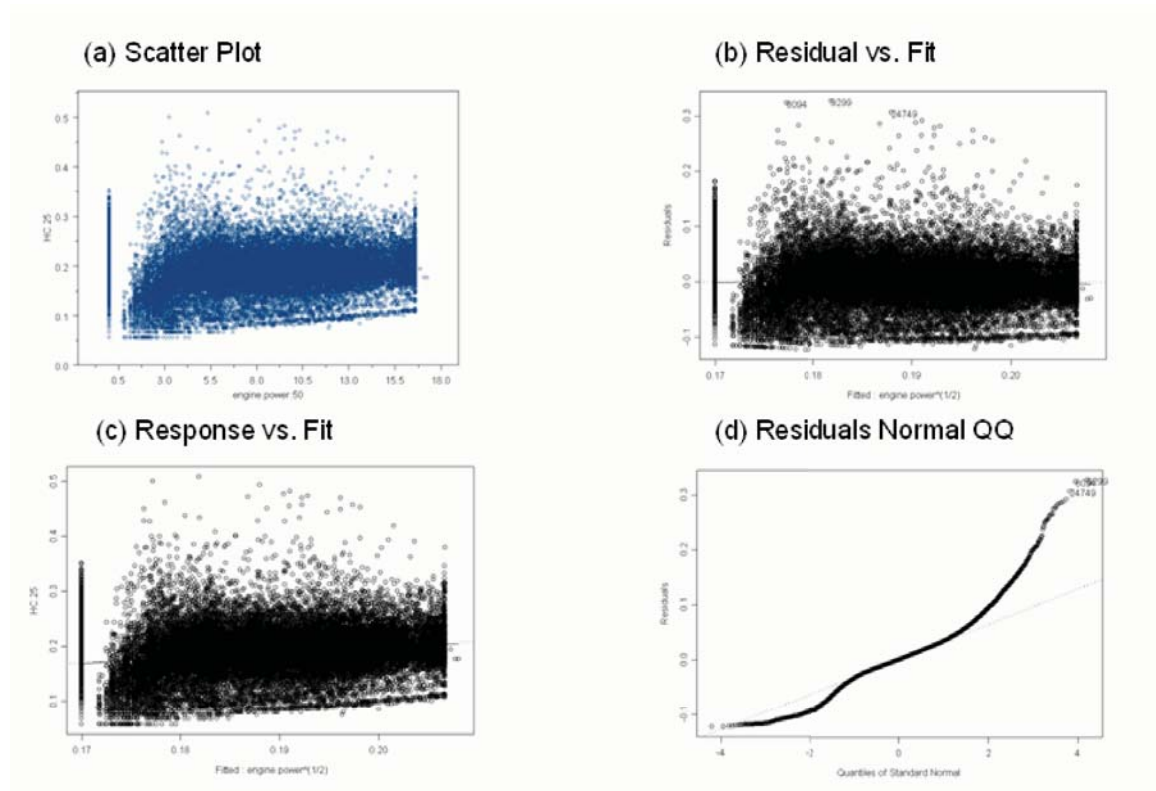 (a) Scatter Plot
HC 25
0.5
0.4
0.3
0.2
0.1
0.0
0.5 3.0 5.5 8.0 10.5 13.0 15.5 18.0
engine power.50
(b) Residual vs. Fit
Residuals
0.3
0.2
0.1
0.0
-0.1
9299
24749
0.17 0.18 0.19 0.20
Fitted : engine power^(1/2)
(c) Response vs. Fit
HC 25
0.5
0.4
0.3
0.2
0.1
0.17 0.18 0.19 0.20
Fitted : engine power^(1/2)
(d) Residuals Normal QQ
Residuals
0.3
0.2
0.1
0.0
-0.1
24749
-4 -2 0 2 4
Quantiles of Standard Normal